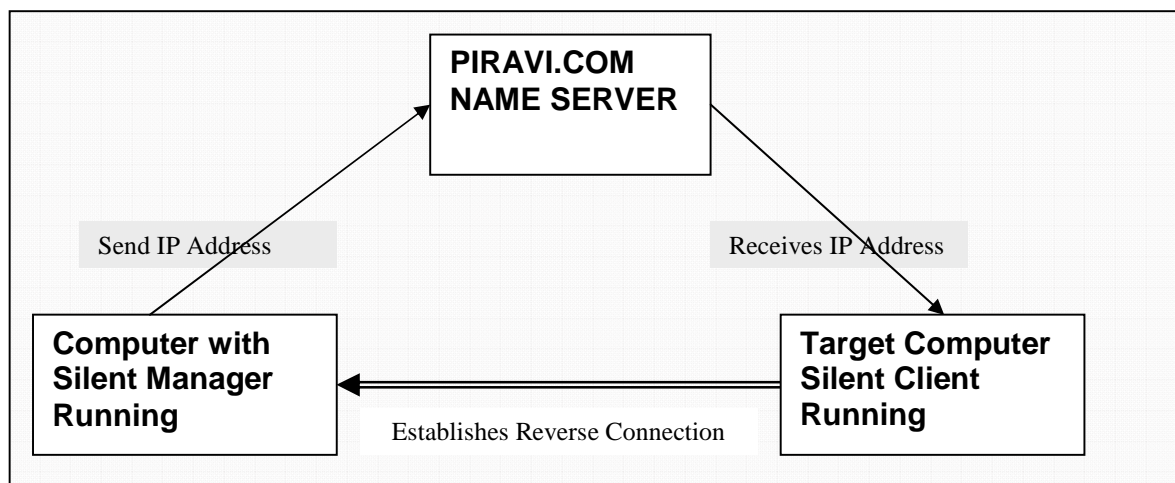 PIRAVI.COM
NAME SERVER
Send IP Address
Receives IP Address
Computer with
Silent Manager
Running
Target Computer
Silent Client
Running
Establishes Reverse Connection